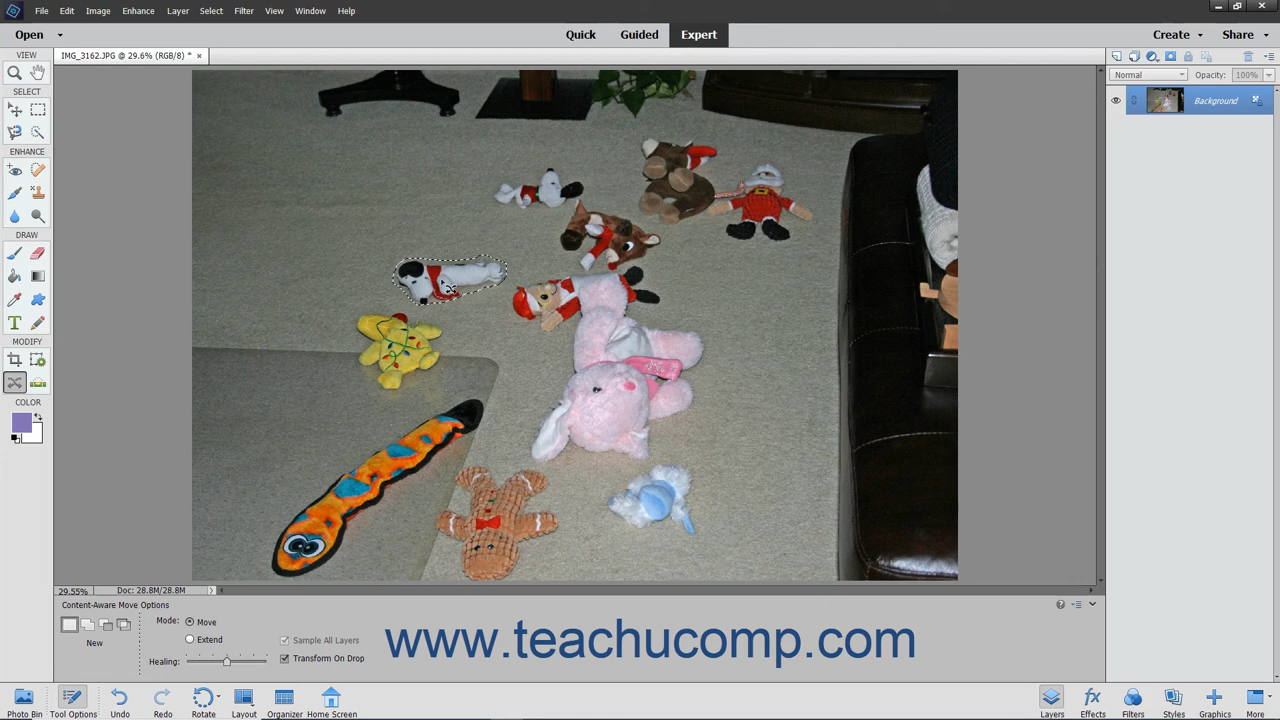 File Edit Image Enhance Layer Select Filter View Window Help
Open Quick Guided Expert Create Share
VIEW IMG_3162.JPG @ 29.6% (RGB/8) * ×
Normal Opacity: 100%
SELECT
Background
ENHANCE
DRAW
MODIFY
COLOR
29.55% Doc: 28.8M/28.8M
Content-Aware Move Options
Mode: Move
New Extend Sample All Layers
Healing: Transform On Drop
www.teachucomp.com
Photo Bin Tool Options Undo Redo Rotate Layout Organizer Home Screen Layers Effects Filters Styles Graphics More